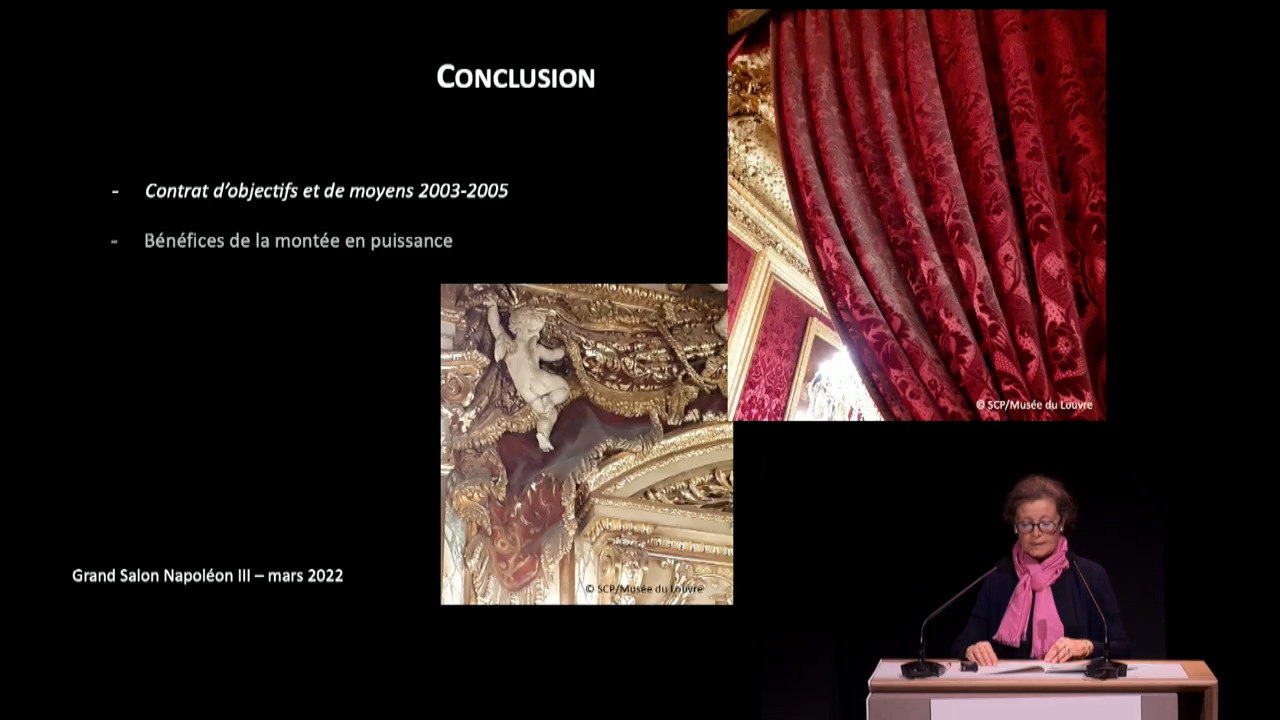 CONCLUSION
- Contrat d'objectifs et de moyens 2003-2005
- Bénéfices de la montée en puissance
© SCP/Musée du Louvre
© SCP/Musée du Louvre
Grand Salon Napoléon III – mars 2022